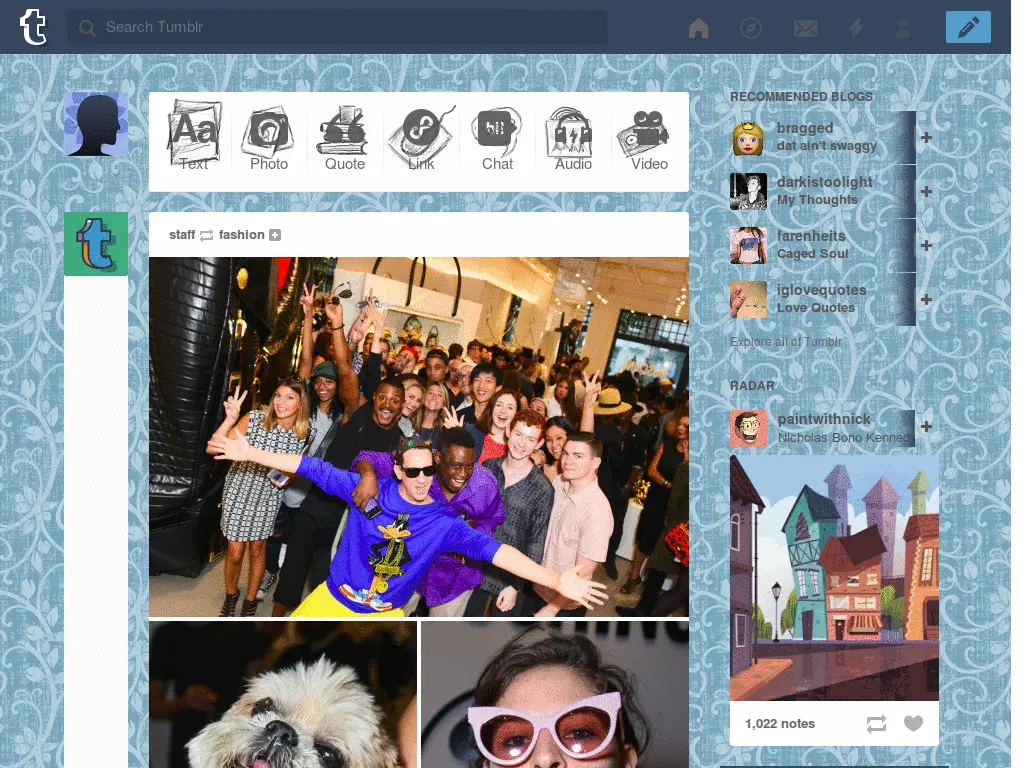 t
Search Tumblr
Aa
hi!
Text
Photo
Quote
Link
Chat
Audio
Video
t
staff fashion
RECOMMENDED BLOGS
bragged
dat ain't swaggy
darkistoolight
My Thoughts
farenheits
Caged Soul
iglovequotes
Love Quotes
Explore all of Tumblr
RADAR
paintwithnick
Nicholas Bono Kenned
1,022 notes